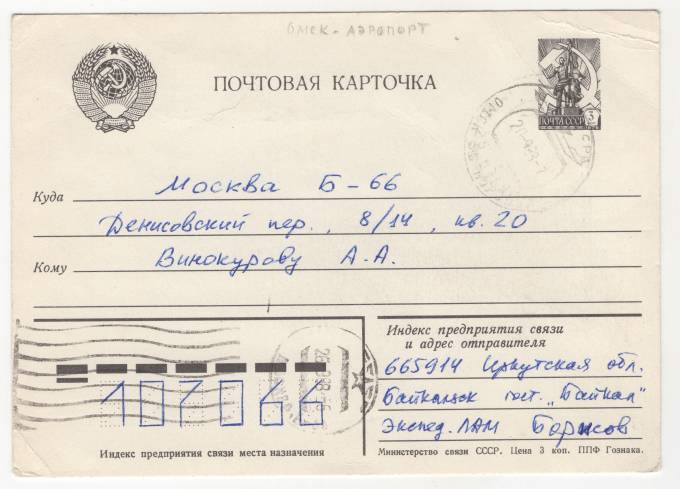 ОМСК-АЭРОПОРТ
ПОЧТОВАЯ КАРТОЧКА
3
ПОЧТА СССР
Куда Москва Б-66
Денисовский пер., 8/14, кв. 20
Кому Винокурову А.А.
107066
Индекс предприятия связи места назначения
Индекс предприятия связи
и адрес отправителя
665914 Иркутская обл.
Байкальск гост. „Байкал"
Экспед. ЛАМ Борисов
Министерство связи СССР. Цена 3 коп. ППФ Гознака.